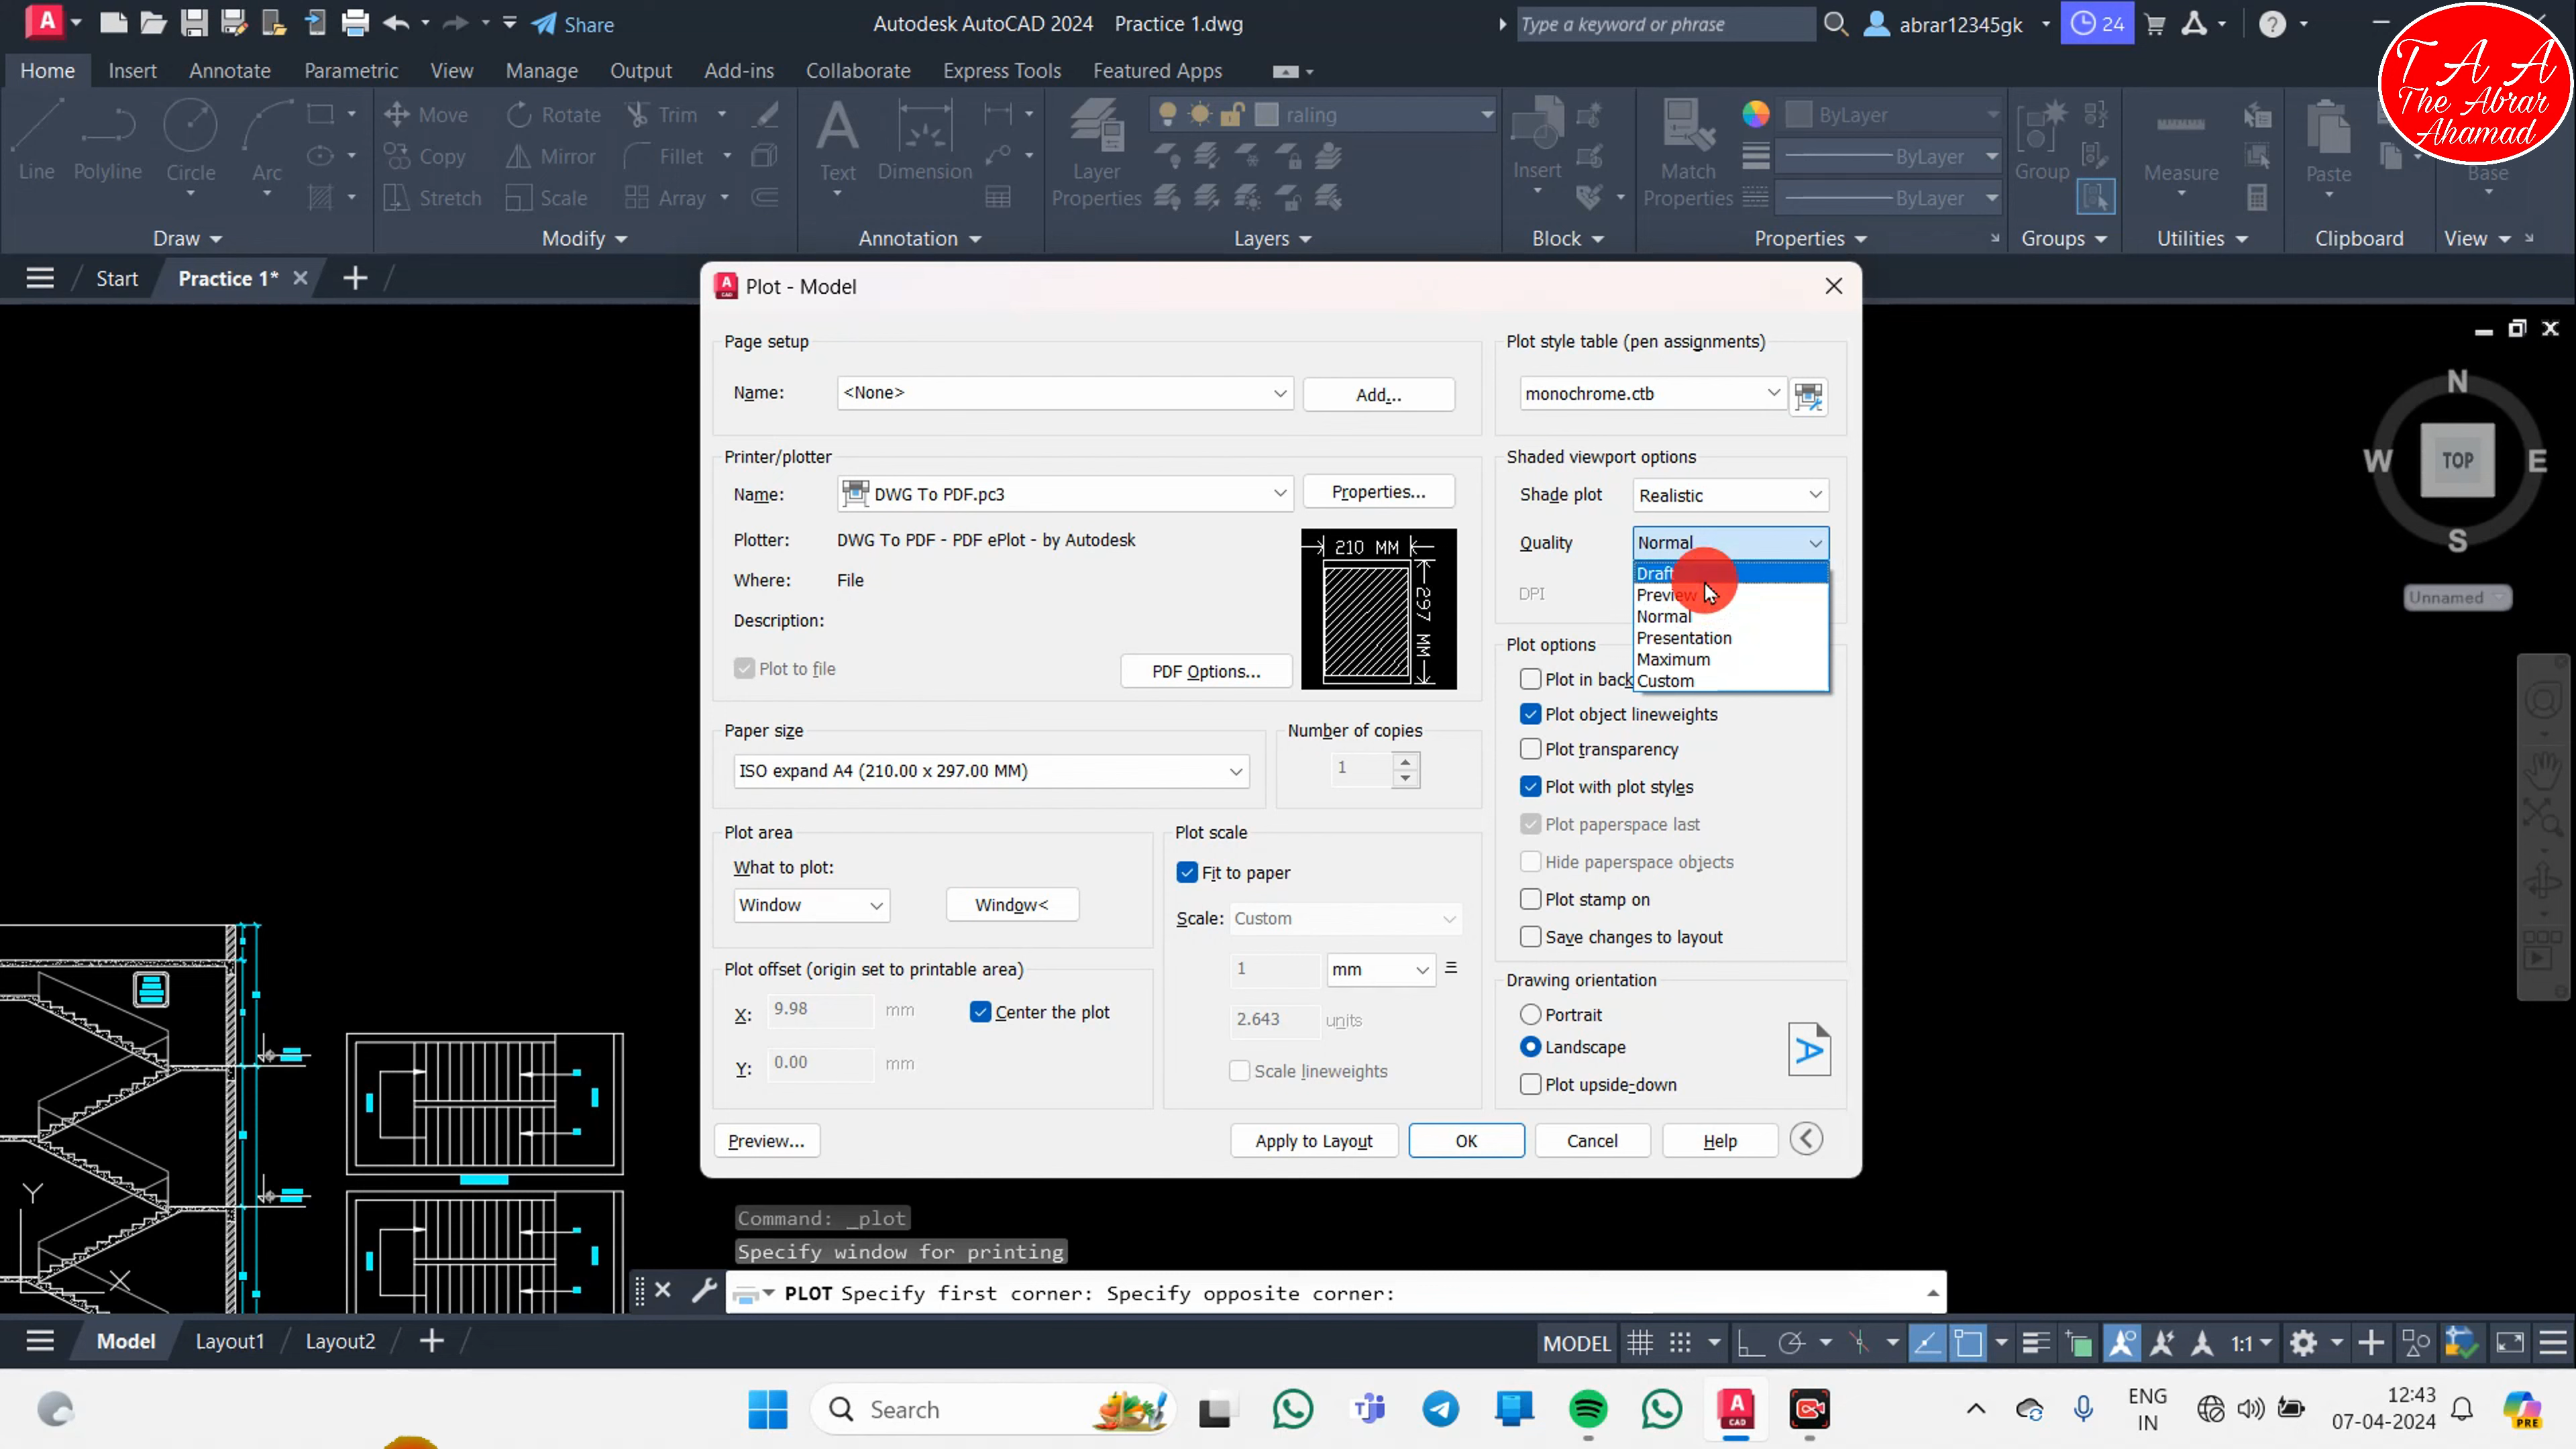 Share
Autodesk AutoCAD 2024 Practice 1.dwg
Type a keyword or phrase
abrar12345gk
24
T A A
The Abrar
Ahamad
Home Insert Annotate Parametric View Manage Output Add-ins Collaborate Express Tools Featured Apps
Line Polyline Circle Arc
Move Rotate Trim
Copy Mirror Fillet
Stretch Scale Array
Text Dimension
Layer
Properties
raling
Insert
Match
Properties
ByLayer
ByLayer
ByLayer
Group
Measure
Paste
Base
Draw Modify Annotation Layers Block Properties Groups Utilities Clipboard View
Start Practice 1*
Plot - Model
Page setup
Name: <None> Add...
Printer/plotter
Name: DWG To PDF.pc3 Properties...
Plotter: DWG To PDF - PDF ePlot - by Autodesk
Where: File
Description:
Plot to file PDF Options...
210 MM
297 MM
Paper size
ISO expand A4 (210.00 x 297.00 MM)
Number of copies
1
Plot area
What to plot:
Window Window<
Plot offset (origin set to printable area)
X: 9.98 mm Center the plot
Y: 0.00 mm
Plot scale
Fit to paper
Scale: Custom
1 mm =
2.643 units
Scale lineweights
Plot style table (pen assignments)
monochrome.ctb
Shaded viewport options
Shade plot Realistic
Quality Normal
DPI
Draft
Preview
Normal
Presentation
Maximum
Custom
Plot options
Plot in back
Plot object lineweights
Plot transparency
Plot with plot styles
Plot paperspace last
Hide paperspace objects
Plot stamp on
Save changes to layout
Drawing orientation
Portrait
Landscape
Plot upside-down
A
Preview... Apply to Layout OK Cancel Help
N
W TOP E
S
Unnamed
Y
X
Command: _plot
Specify window for printing
PLOT Specify first corner: Specify opposite corner:
Model Layout1 Layout2
MODEL 1:1
Search
A
CAD
ENG
IN
12:43
07-04-2024
PRE